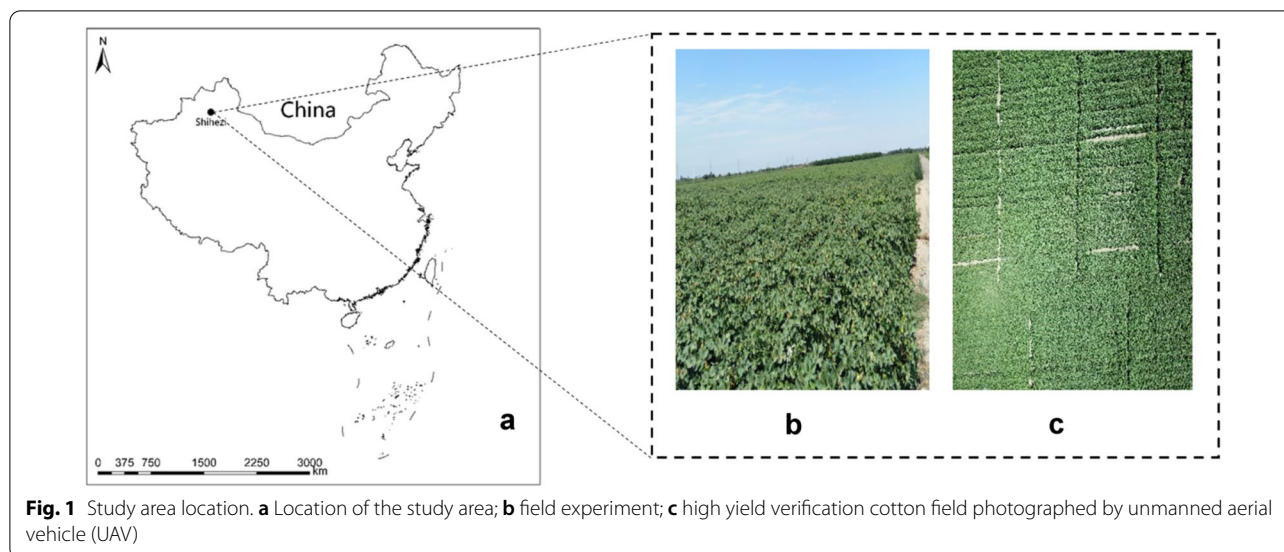 N
China
Shihezi
a
0 375 750 1500 2250 3000
km
b
c
Fig. 1 Study area location. a Location of the study area; b field experiment; c high yield verification cotton field photographed by unmanned aerial
vehicle (UAV)